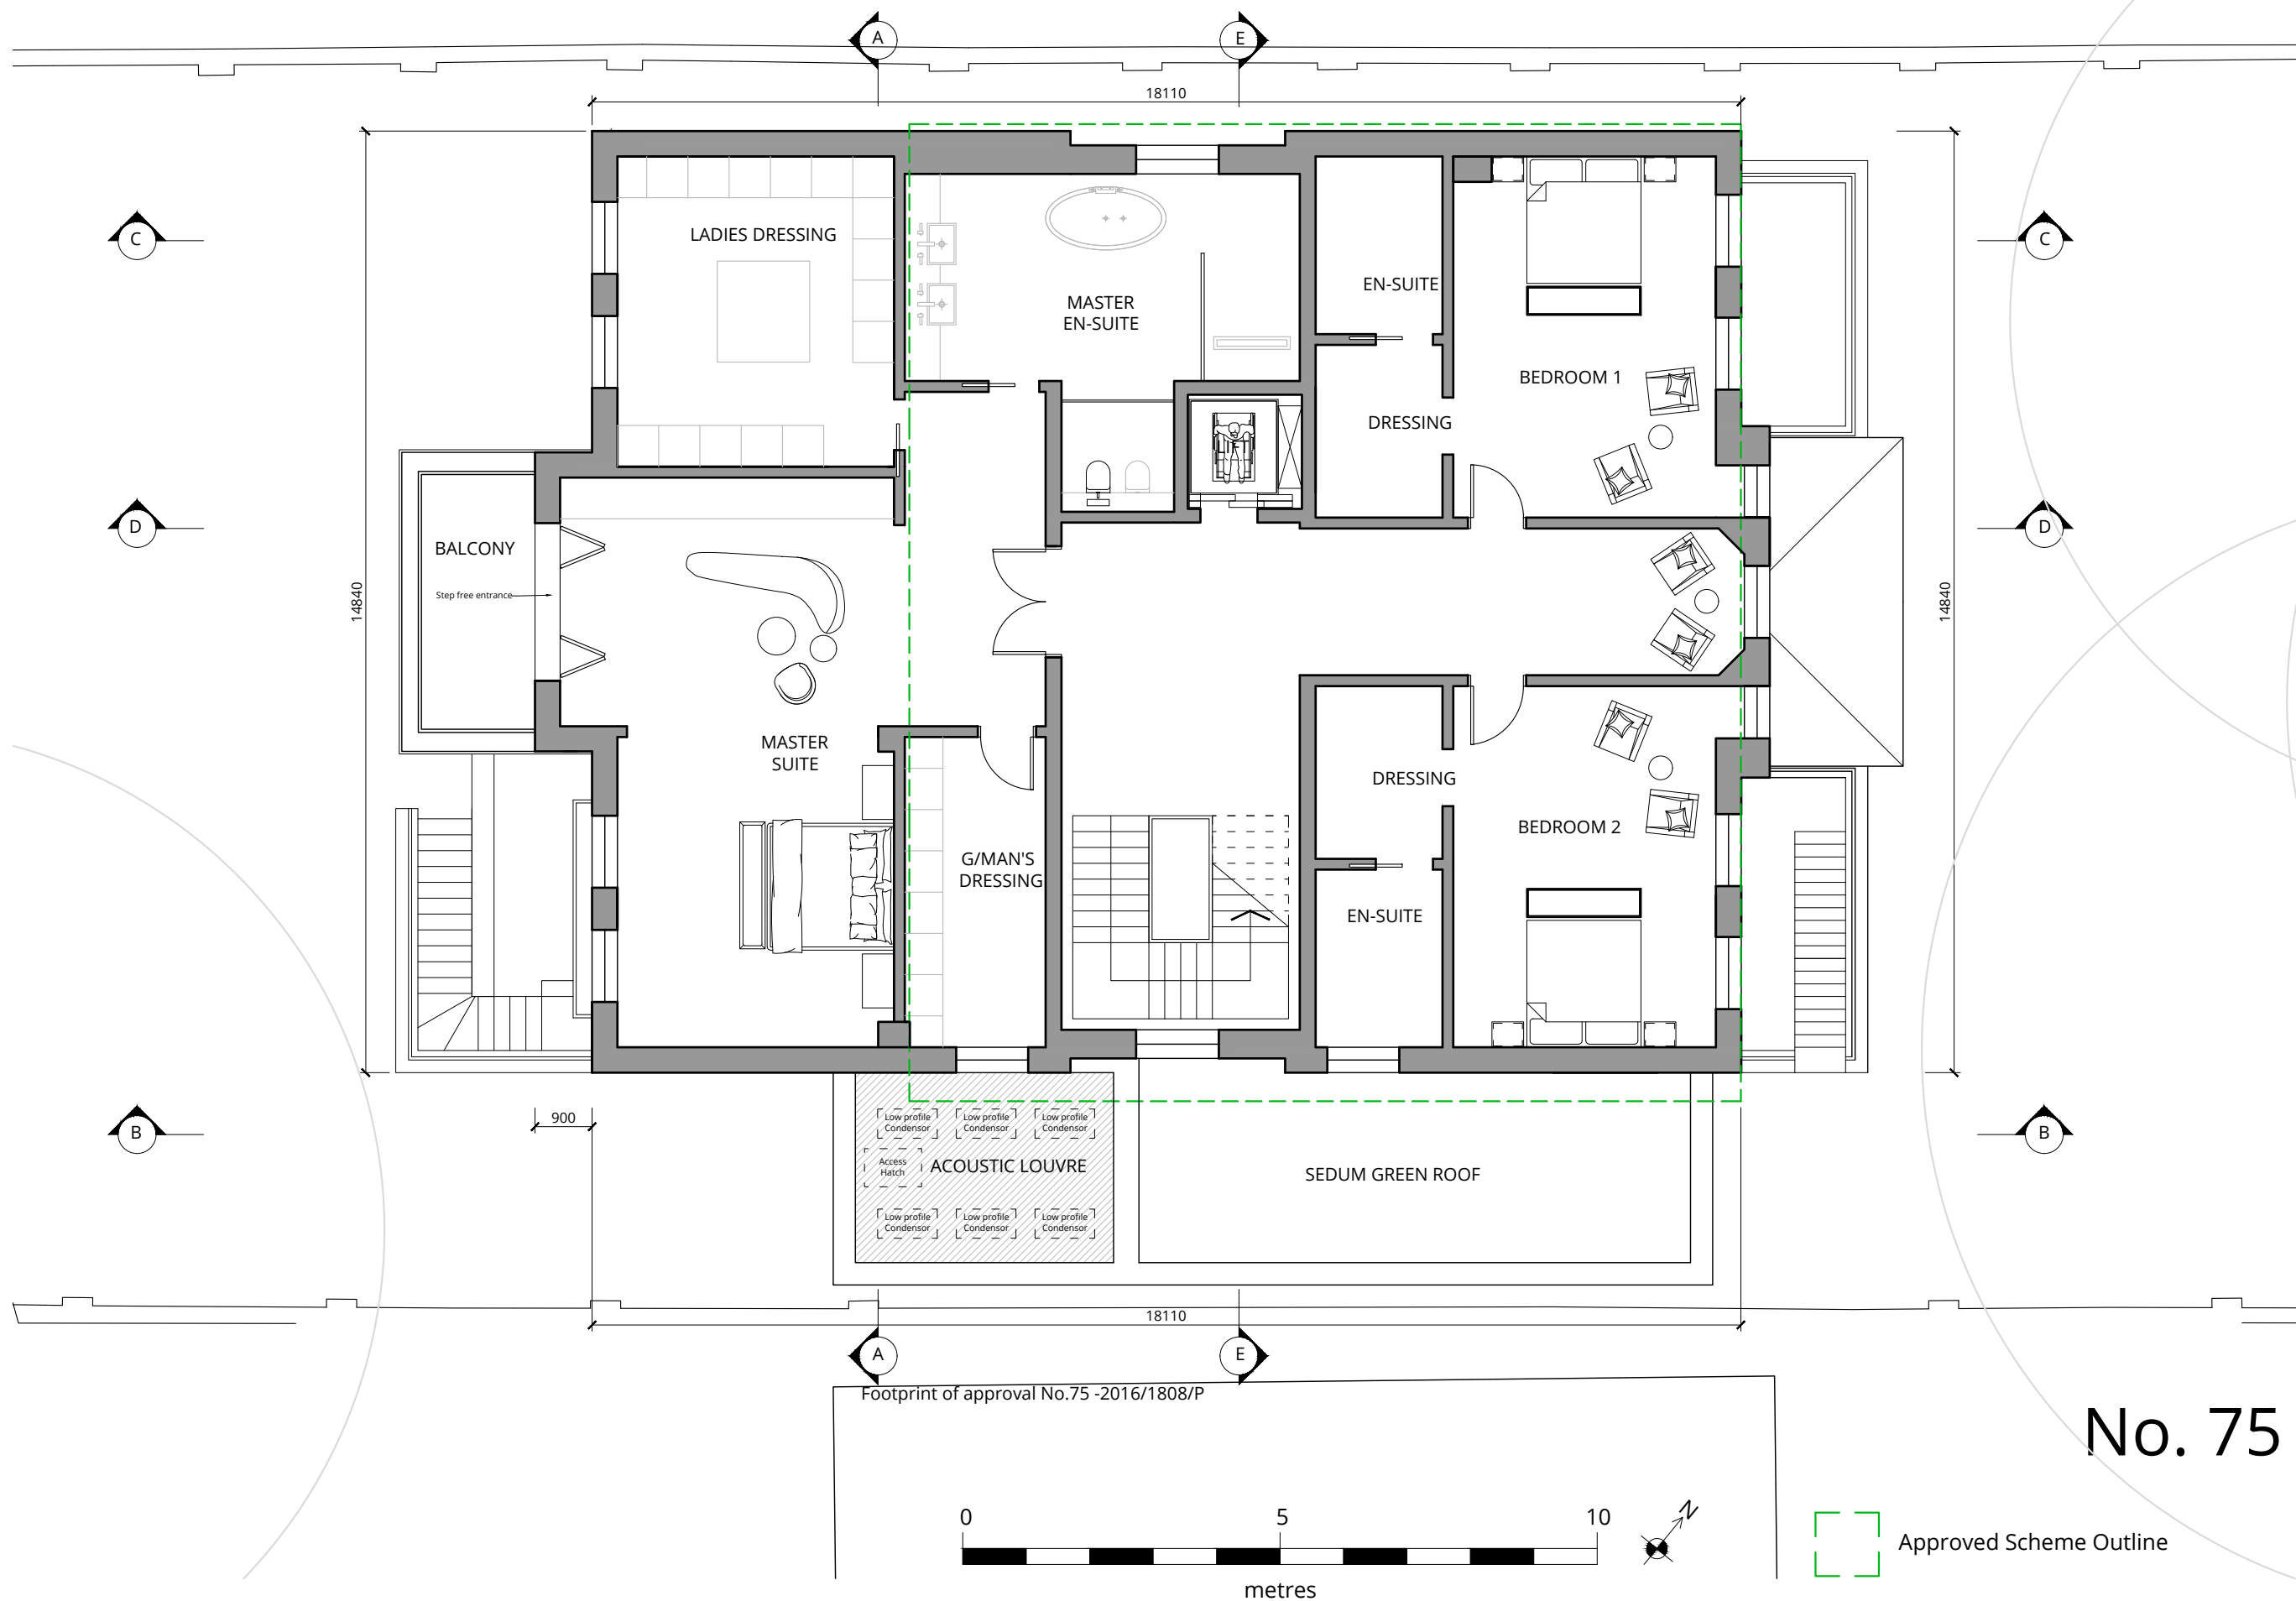 A
E
18110
C
C
LADIES DRESSING
MASTER
EN-SUITE
EN-SUITE
BEDROOM 1
DRESSING
D
D
BALCONY
Step free entrance
14840
14840
MASTER
SUITE
DRESSING
BEDROOM 2
G/MAN'S
DRESSING
EN-SUITE
B
B
900
Low profile
Condensor
Low profile
Condensor
Low profile
Condensor
Access
Hatch
ACOUSTIC LOUVRE
SEDUM GREEN ROOF
Low profile
Condensor
Low profile
Condensor
Low profile
Condensor
18110
A
E
Footprint of approval No.75 -2016/1808/P
No. 75
0 5 10
metres
N
Approved Scheme Outline